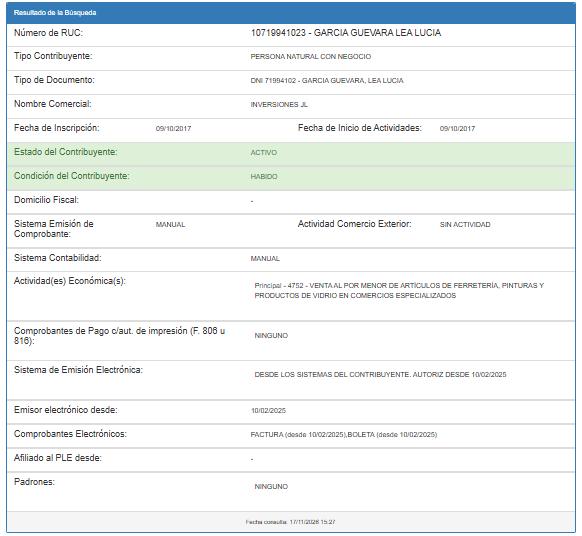 Resultado de la Búsqueda
Número de RUC: 10719941023 - GARCIA GUEVARA LEA LUCIA
Tipo Contribuyente: PERSONA NATURAL CON NEGOCIO
Tipo de Documento: DNI 71994102 - GARCIA GUEVARA, LEA LUCIA
Nombre Comercial: INVERSIONES JL
Fecha de Inscripción: 09/10/2017 Fecha de Inicio de Actividades: 09/10/2017
Estado del Contribuyente: ACTIVO
Condición del Contribuyente: HABIDO
Domicilio Fiscal: -
Sistema Emisión de
Comprobante: MANUAL Actividad Comercio Exterior: SIN ACTIVIDAD
Sistema Contabilidad: MANUAL
Actividad(es) Económica(s): Principal - 4752 - VENTA AL POR MENOR DE ARTÍCULOS DE FERRETERÍA, PINTURAS Y
PRODUCTOS DE VIDRIO EN COMERCIOS ESPECIALIZADOS
Comprobantes de Pago c/aut. de impresión (F. 806 u
816): NINGUNO
Sistema de Emisión Electrónica: DESDE LOS SISTEMAS DEL CONTRIBUYENTE. AUTORIZ DESDE 10/02/2025
Emisor electrónico desde: 10/02/2025
Comprobantes Electrónicos: FACTURA (desde 10/02/2025),BOLETA (desde 10/02/2025)
Afiliado al PLE desde: -
Padrones: NINGUNO
Fecha consulta: 17/11/2026 15:27